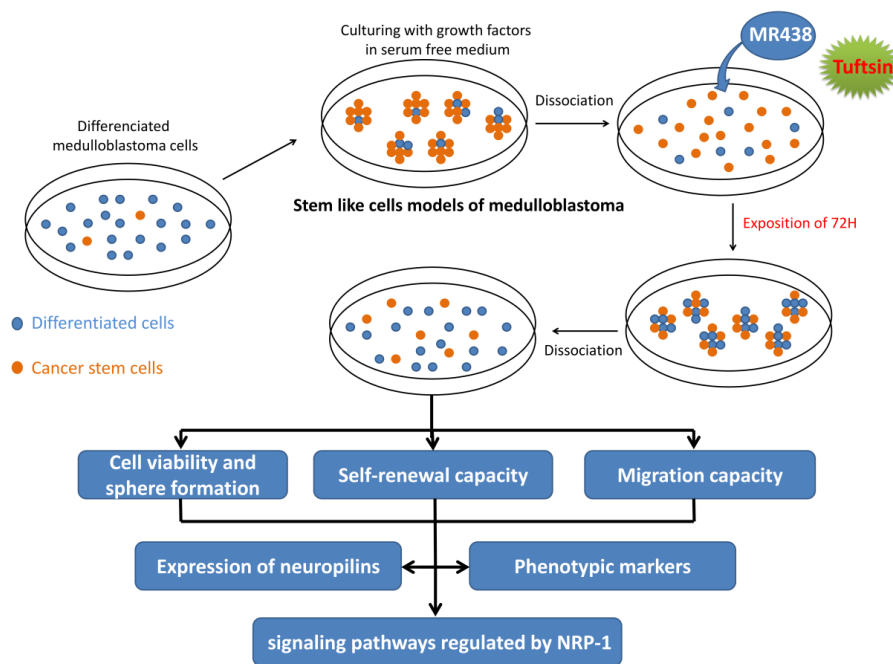 Culturing with growth factors
in serum free medium
MR438
Tuftsin
Dissociation
Differenciated
medulloblastoma cells
Stem like cells models of medulloblastoma
Exposition of 72H
Differentiated cells
Dissociation
Cancer stem cells
Cell viability and
sphere formation
Self-renewal capacity
Migration capacity
Expression of neuropilins
Phenotypic markers
signaling pathways regulated by NRP-1